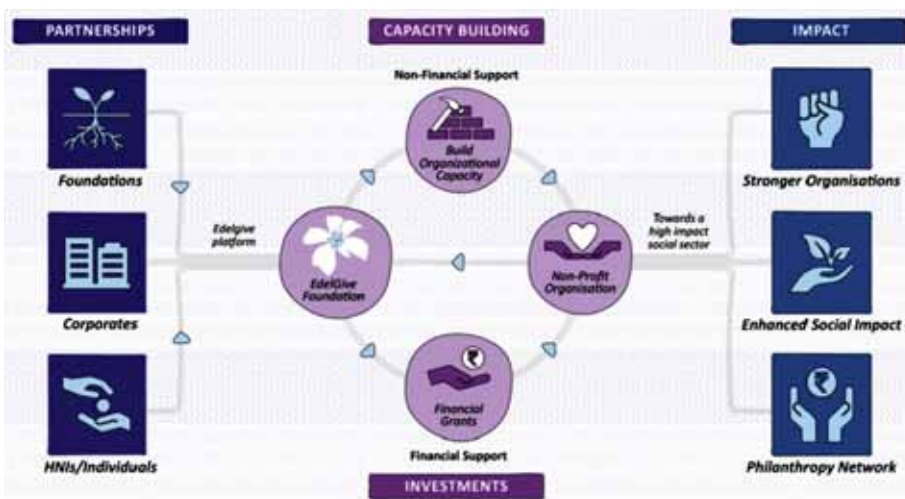 PARTNERSHIPS
CAPACITY BUILDING
IMPACT
Non-Financial Support
Build
Organizational
Capacity
Foundations
Stronger Organisations
Edelgive
platform
EdelGive
Foundation
Non-Profit
Organisation
Towards a
high impact
social sector
Corporates
Enhanced Social Impact
₹
Financial
Grants
HNIs/Individuals
Financial Support
₹
Philanthropy Network
INVESTMENTS